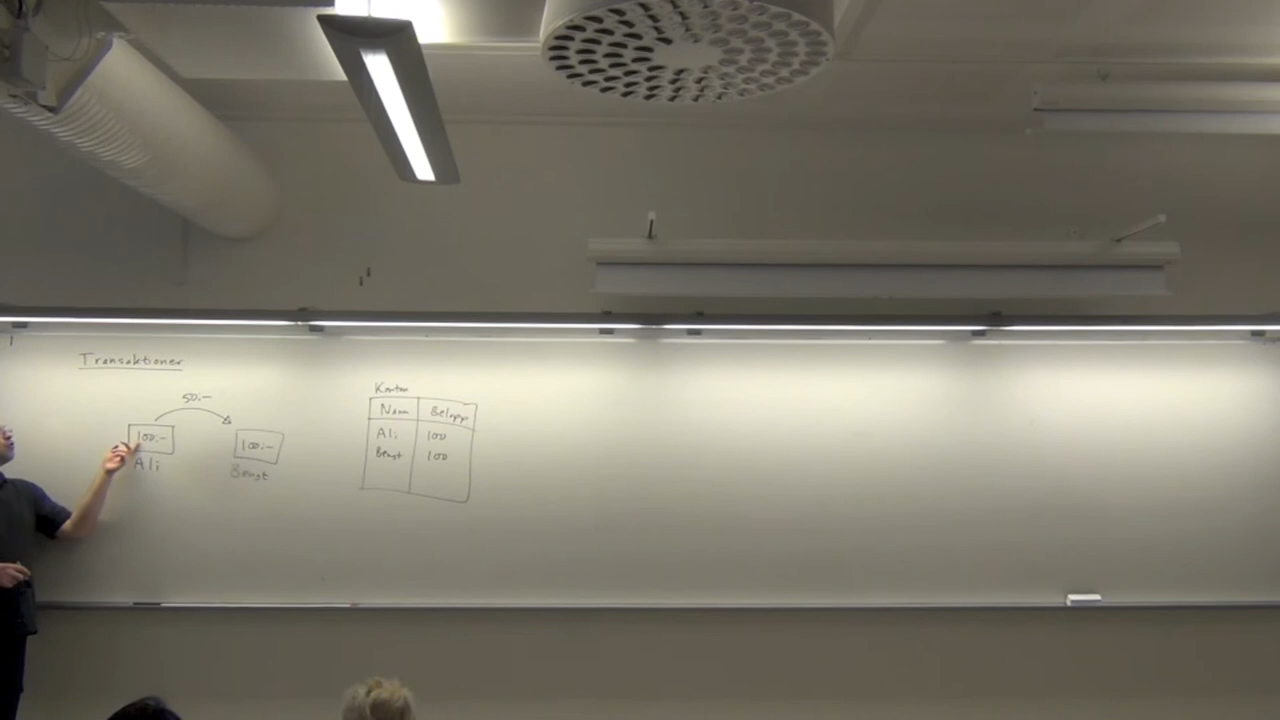 Transaktioner
50:-
100:-
100:-
Ali
Bengt
Konton
Namn Belopp
Ali 100
Bengt 100